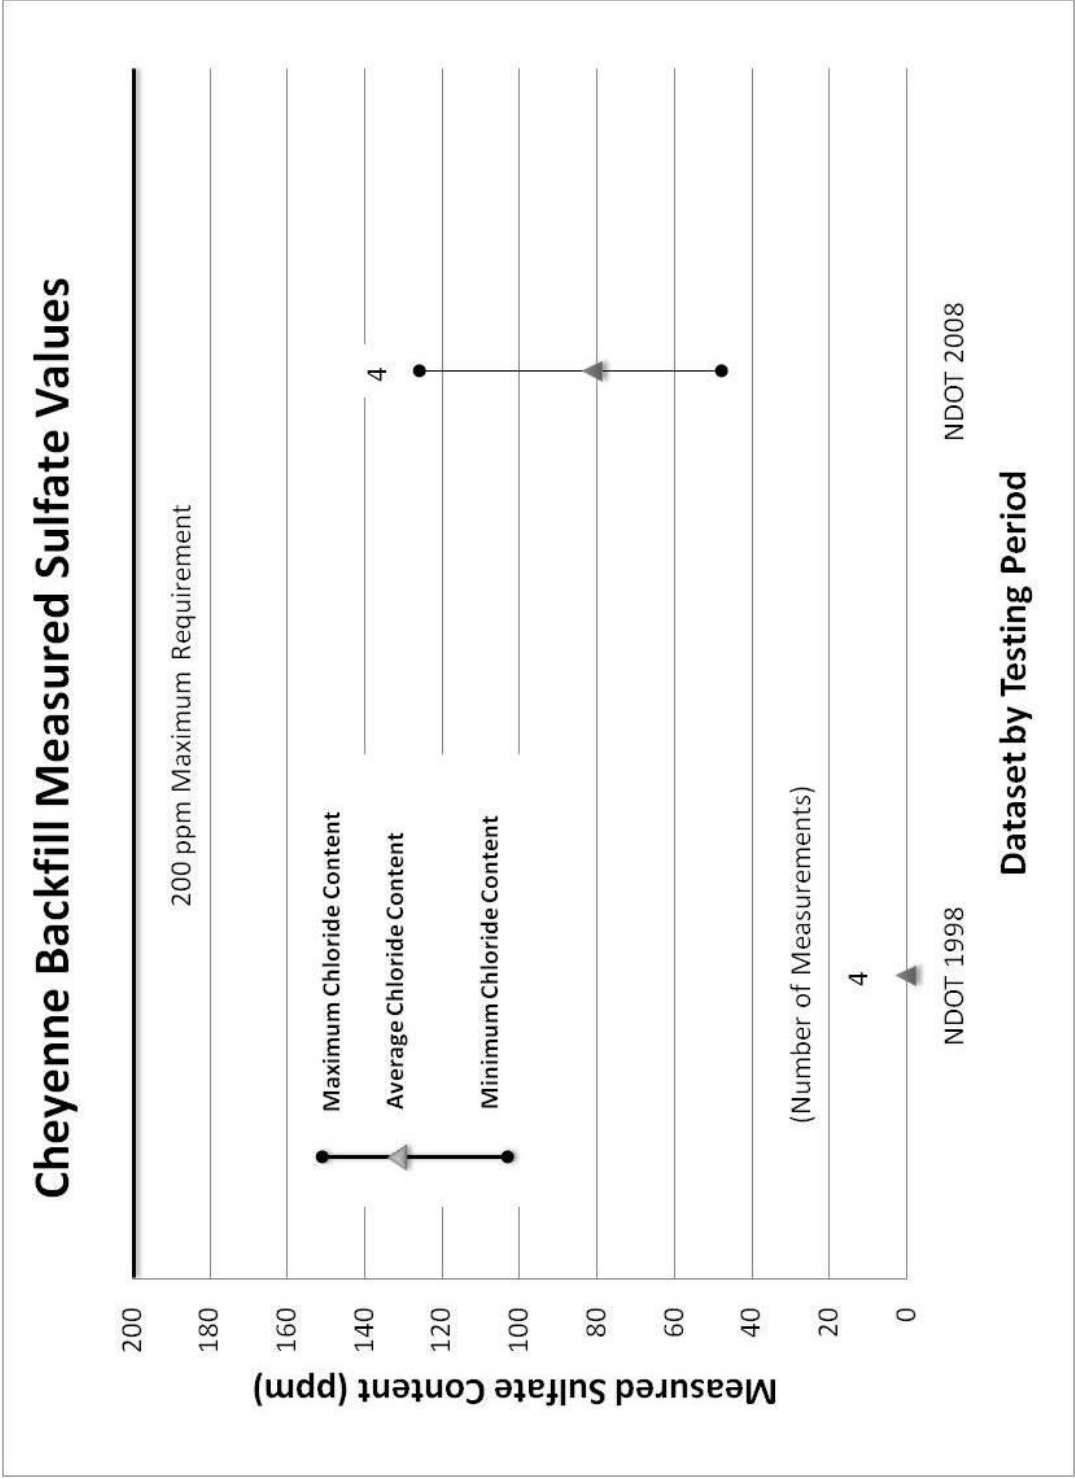 Cheyenne Backfill Measured Sulfate Values
Measured Sulfate Content (ppm)
200
180
160
140
120
100
80
60
40
20
0
200 ppm Maximum Requirement
Maximum Chloride Content
Average Chloride Content
Minimum Chloride Content
(Number of Measurements)
4
4
NDOT 1998
NDOT 2008
Dataset by Testing Period